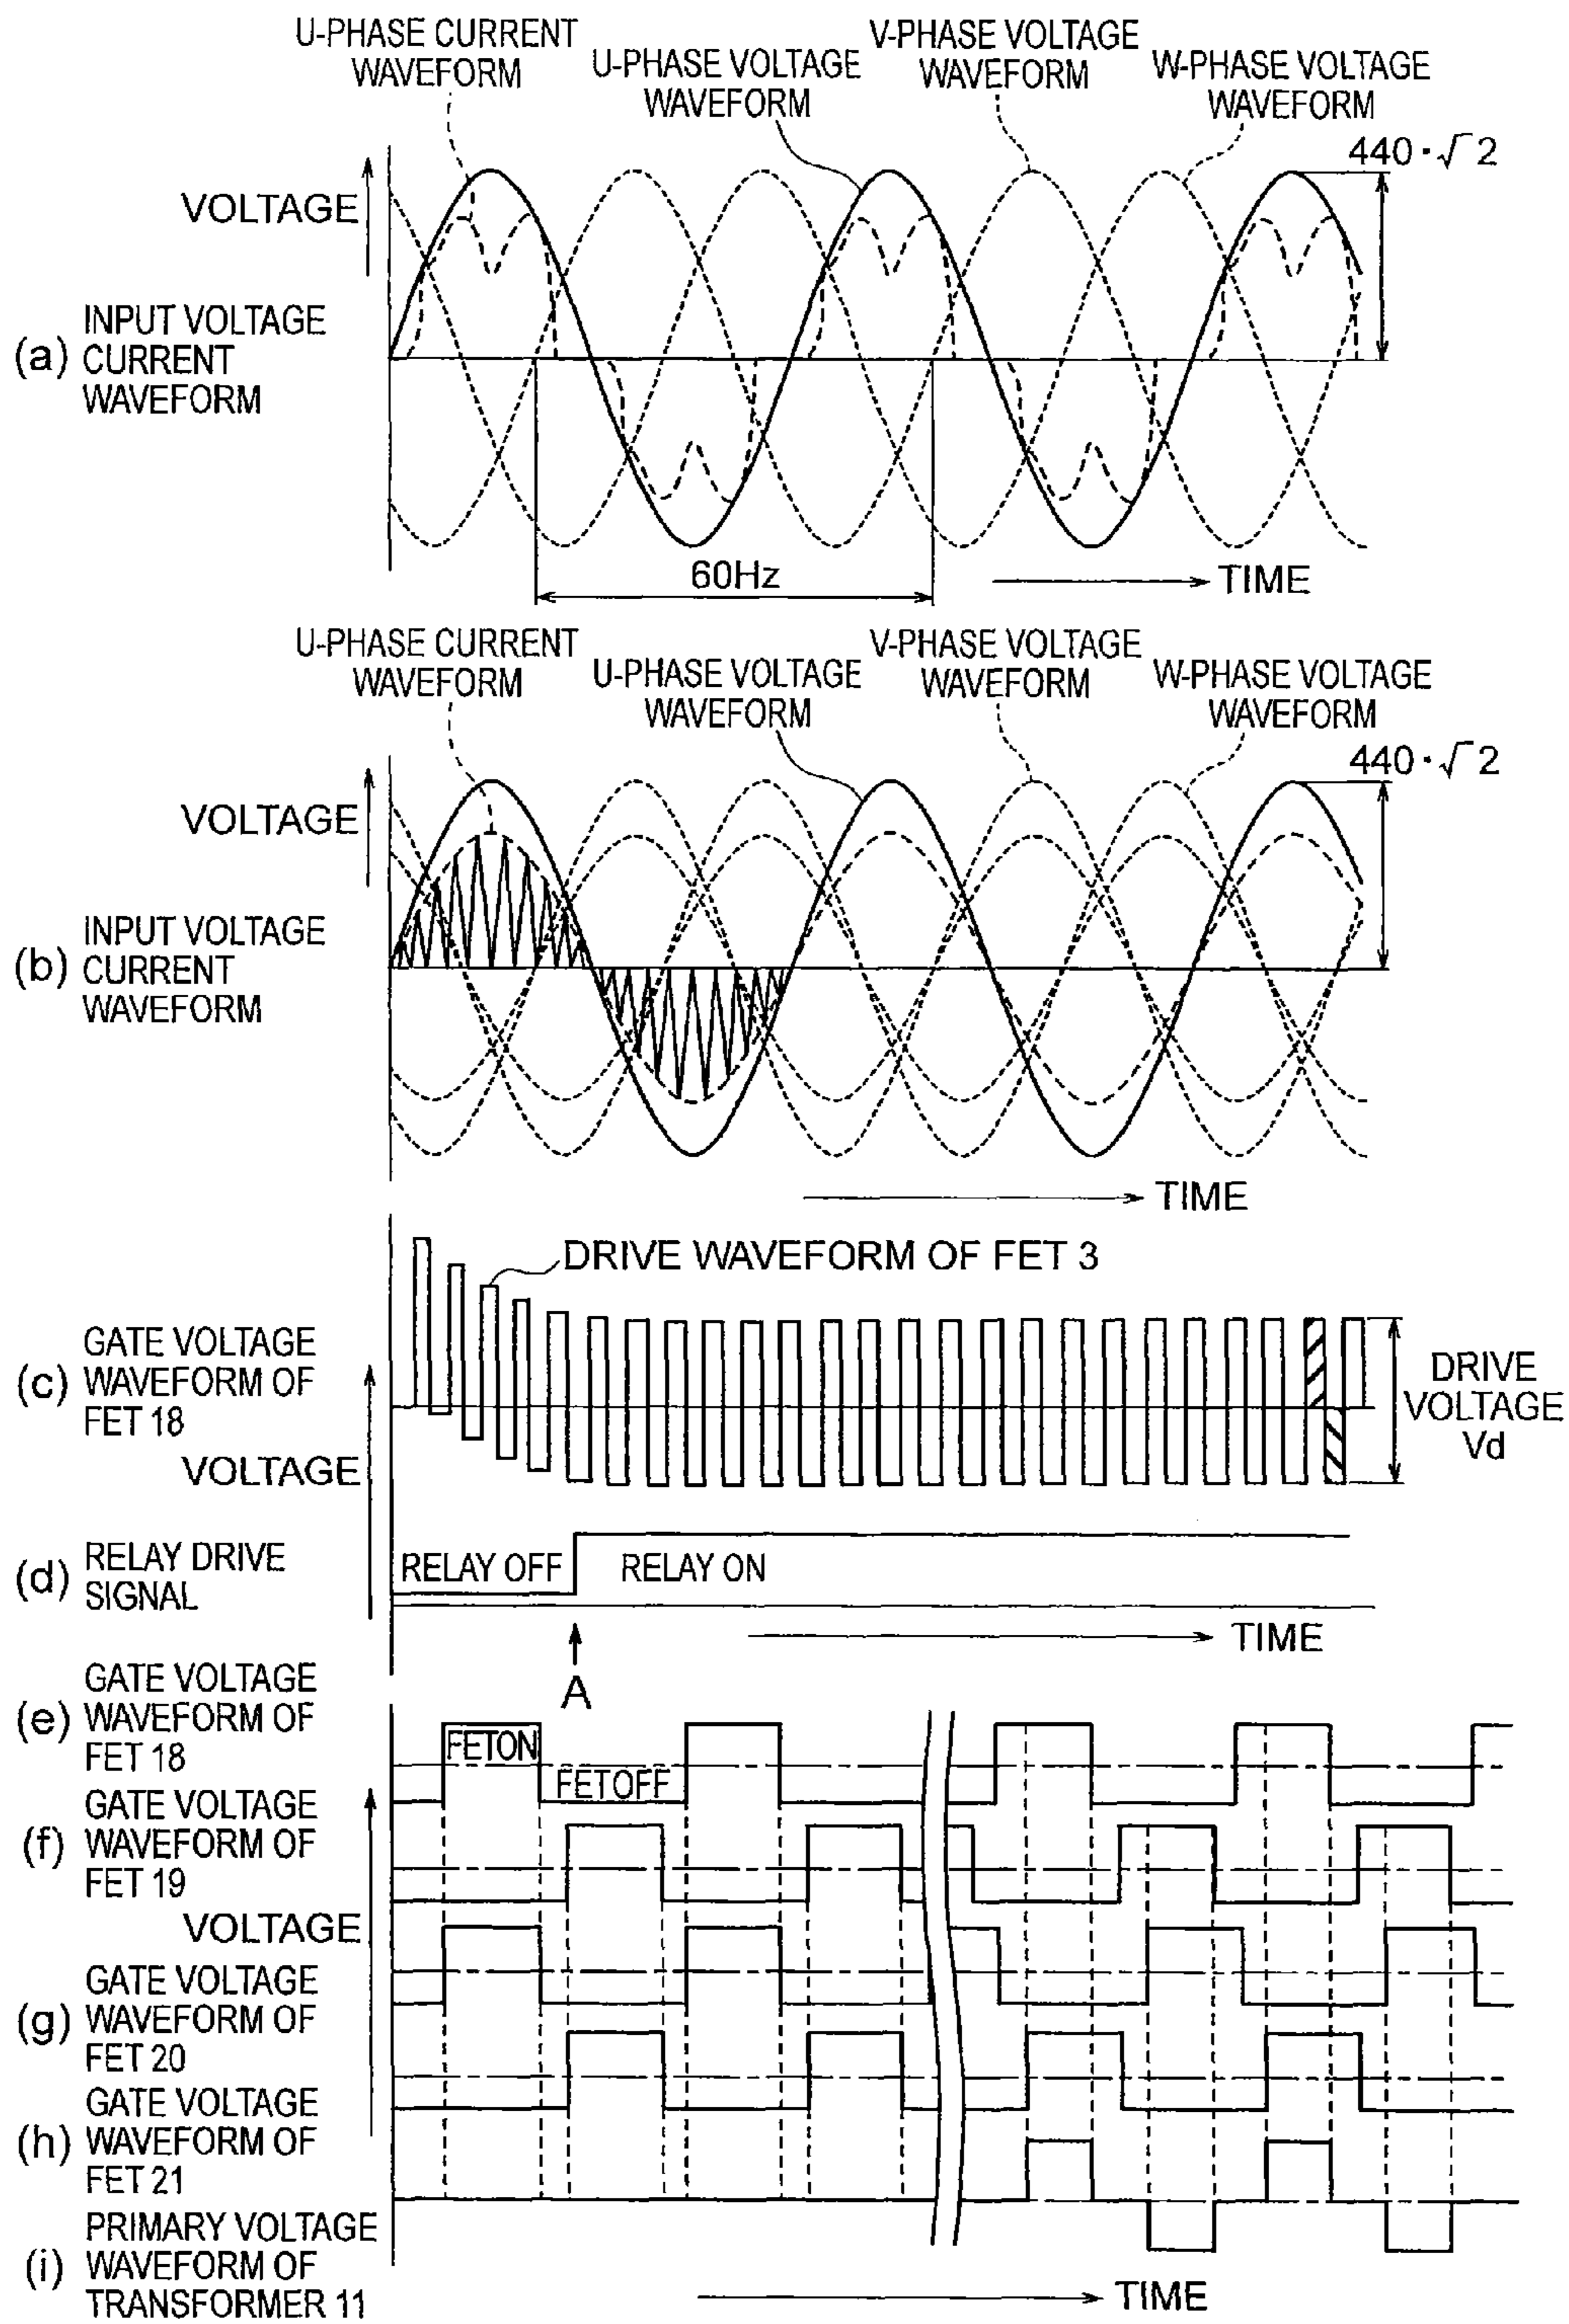 U-PHASE CURRENT
WAVEFORM
U-PHASE VOLTAGE
WAVEFORM
V-PHASE VOLTAGE
WAVEFORM
W-PHASE VOLTAGE
WAVEFORM
440·√2
VOLTAGE
(a) INPUT VOLTAGE
CURRENT
WAVEFORM
60Hz
TIME
U-PHASE CURRENT
WAVEFORM
U-PHASE VOLTAGE
WAVEFORM
V-PHASE VOLTAGE
WAVEFORM
W-PHASE VOLTAGE
WAVEFORM
440·√2
VOLTAGE
(b) INPUT VOLTAGE
CURRENT
WAVEFORM
TIME
DRIVE WAVEFORM OF FET 3
(c) GATE VOLTAGE
WAVEFORM OF
FET 18
DRIVE
VOLTAGE
Vd
VOLTAGE
(d) RELAY DRIVE
SIGNAL
RELAY OFF
RELAY ON
TIME
A
(e) GATE VOLTAGE
WAVEFORM OF
FET 18
FET ON
FET OFF
(f) GATE VOLTAGE
WAVEFORM OF
FET 19
VOLTAGE
(g) GATE VOLTAGE
WAVEFORM OF
FET 20
(h) GATE VOLTAGE
WAVEFORM OF
FET 21
(i) PRIMARY VOLTAGE
WAVEFORM OF
TRANSFORMER 11
TIME